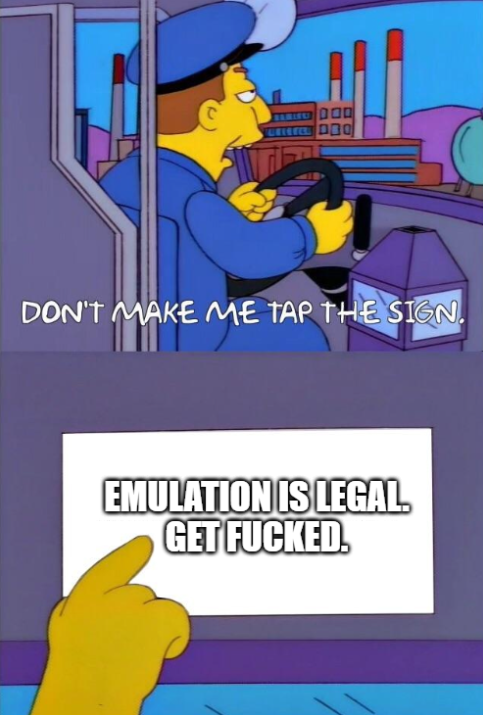 DON'T MAKE ME TAP THE SIGN.
EMULATION IS LEGAL.
GET FUCKED.